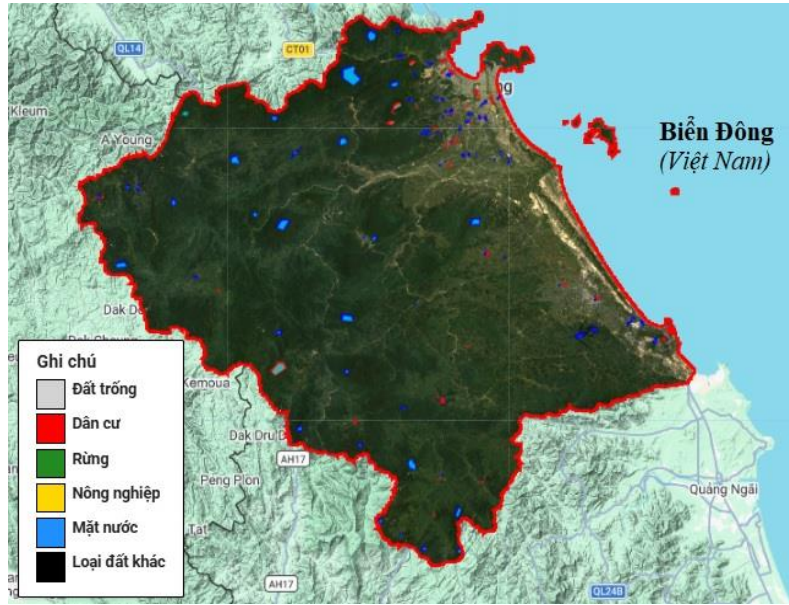 QL14
CT01
Kleum
A Young
Biển Đông
(Việt Nam)
Dak Dru
Kemoua
AH17
Peng Plon
Tat
AH17
QL24B
Quảng Ngãi
Ghi chú
Đất trống
Dân cư
Rừng
Nông nghiệp
Mặt nước
Loại đất khác